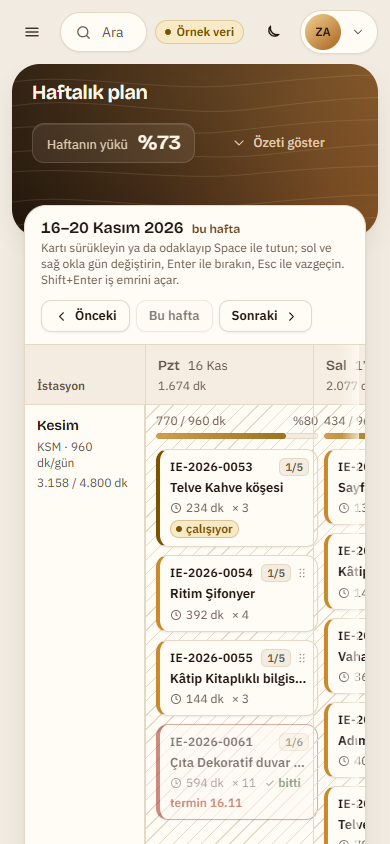 Ara
Örnek veri
ZA
Haftalık plan
Haftanın yükü %73
Özeti göster
16–20 Kasım 2026 bu hafta
Kartı sürükleyin ya da odaklayıp Space ile tutun; sol ve
sağ okla gün değiştirin, Enter ile bırakın, Esc ile vazgeçin.
Shift+Enter iş emrini açar.
Önceki
Bu hafta
Sonraki
İstasyon
Pzt 16 Kas
1.674 dk
Sal
2.077
Kesim
KSM · 960
dk/gün
3.158 / 4.800 dk
770 / 960 dk %80
434 /
IE-2026-0053 1/5
Telve Kahve köşesi
234 dk × 3
çalışıyor
IE-2026-0054 1/5
Ritim Şifonyer
392 dk × 4
IE-2026-0055 1/5
Kâtip Kitaplıklı bilgis...
144 dk × 3
IE-2026-0061 1/6
Çıta Dekoratif duvar ...
594 dk × 11 ✓ bitti
termin 16.11